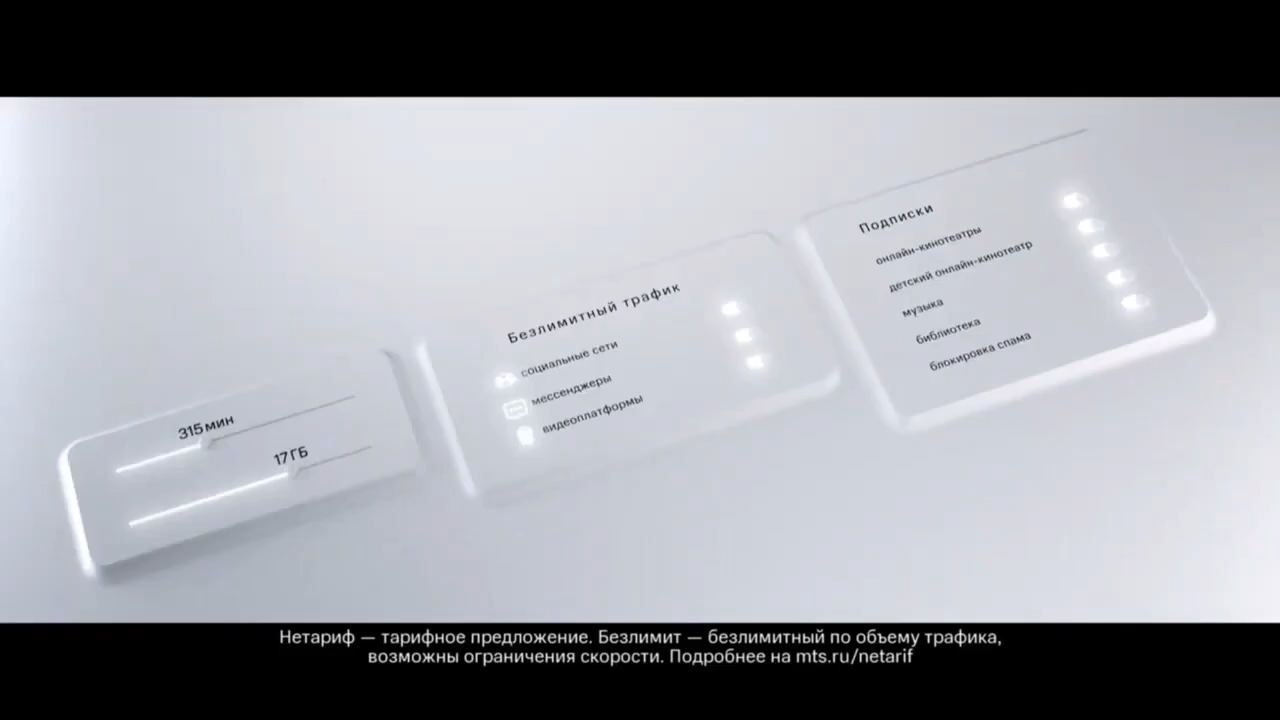 315 мин
17 ГБ
Безлимитный трафик
социальные сети
мессенджеры
видеоплатформы
Подписки
онлайн-кинотеатры
детский онлайн-кинотеатр
музыка
библиотека
блокировка спама
Нетариф — тарифное предложение. Безлимит — безлимитный по объему трафика,
возможны ограничения скорости. Подробнее на mts.ru/netarif